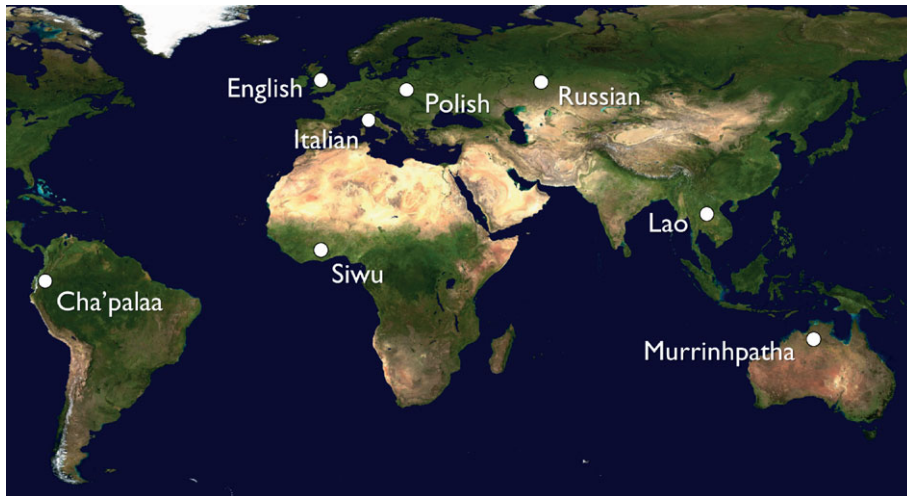 English
Polish
Russian
Italian
Lao
Siwu
Cha'palaa
Murrinhpatha